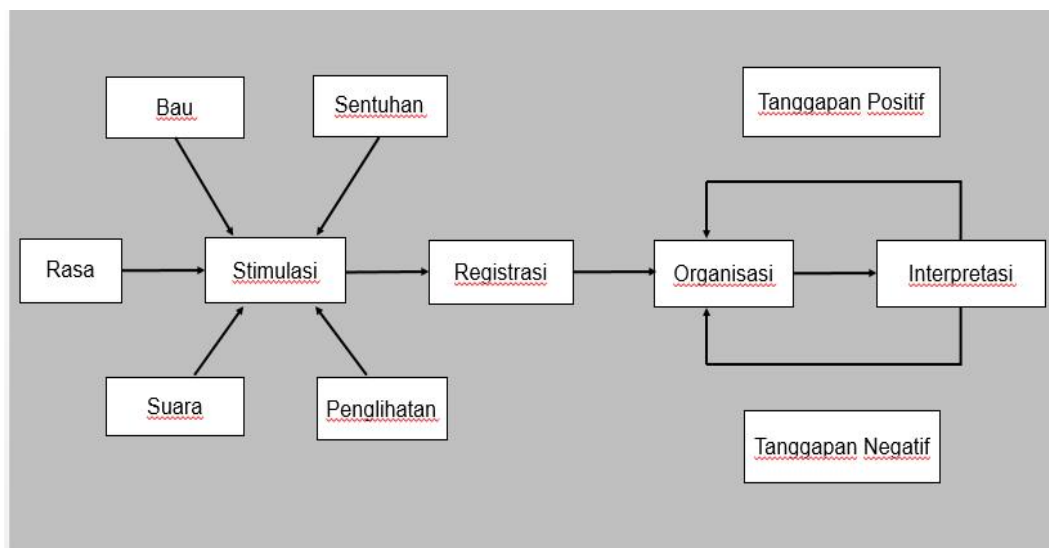 Bau
Sentuhan
Tanggapan Positif
Rasa
Stimulasi
Registrasi
Organisasi
Interpretasi
Suara
Penglihatan
Tanggapan Negatif